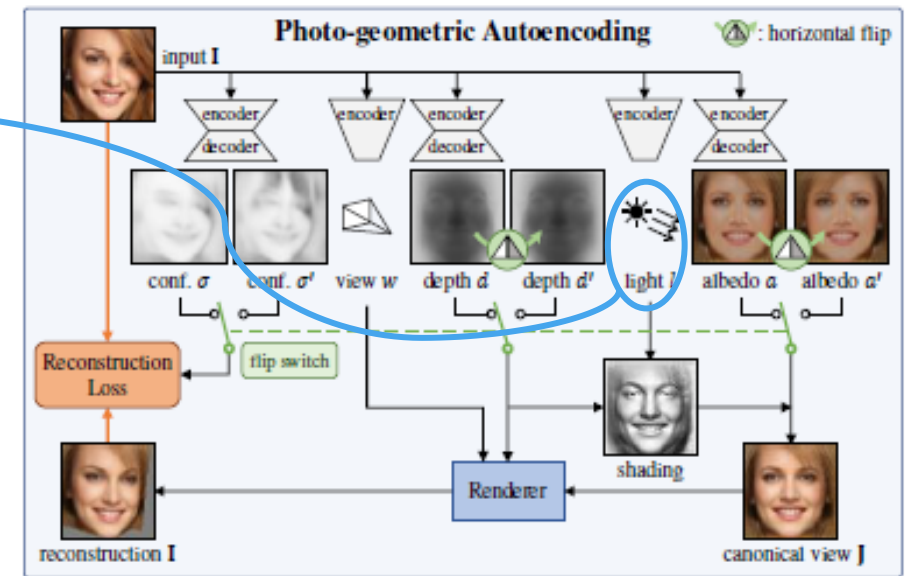 Photo-geometric Autoencoding
: horizontal flip
input I
encoder
decoder
encoder
encoder
decoder
encoder
encoder
decoder
conf. σ
conf. σ'
view w
depth d
depth d'
light l
albedo a
albedo a'
flip switch
Reconstruction
Loss
shading
Renderer
reconstruction I
canonical view J